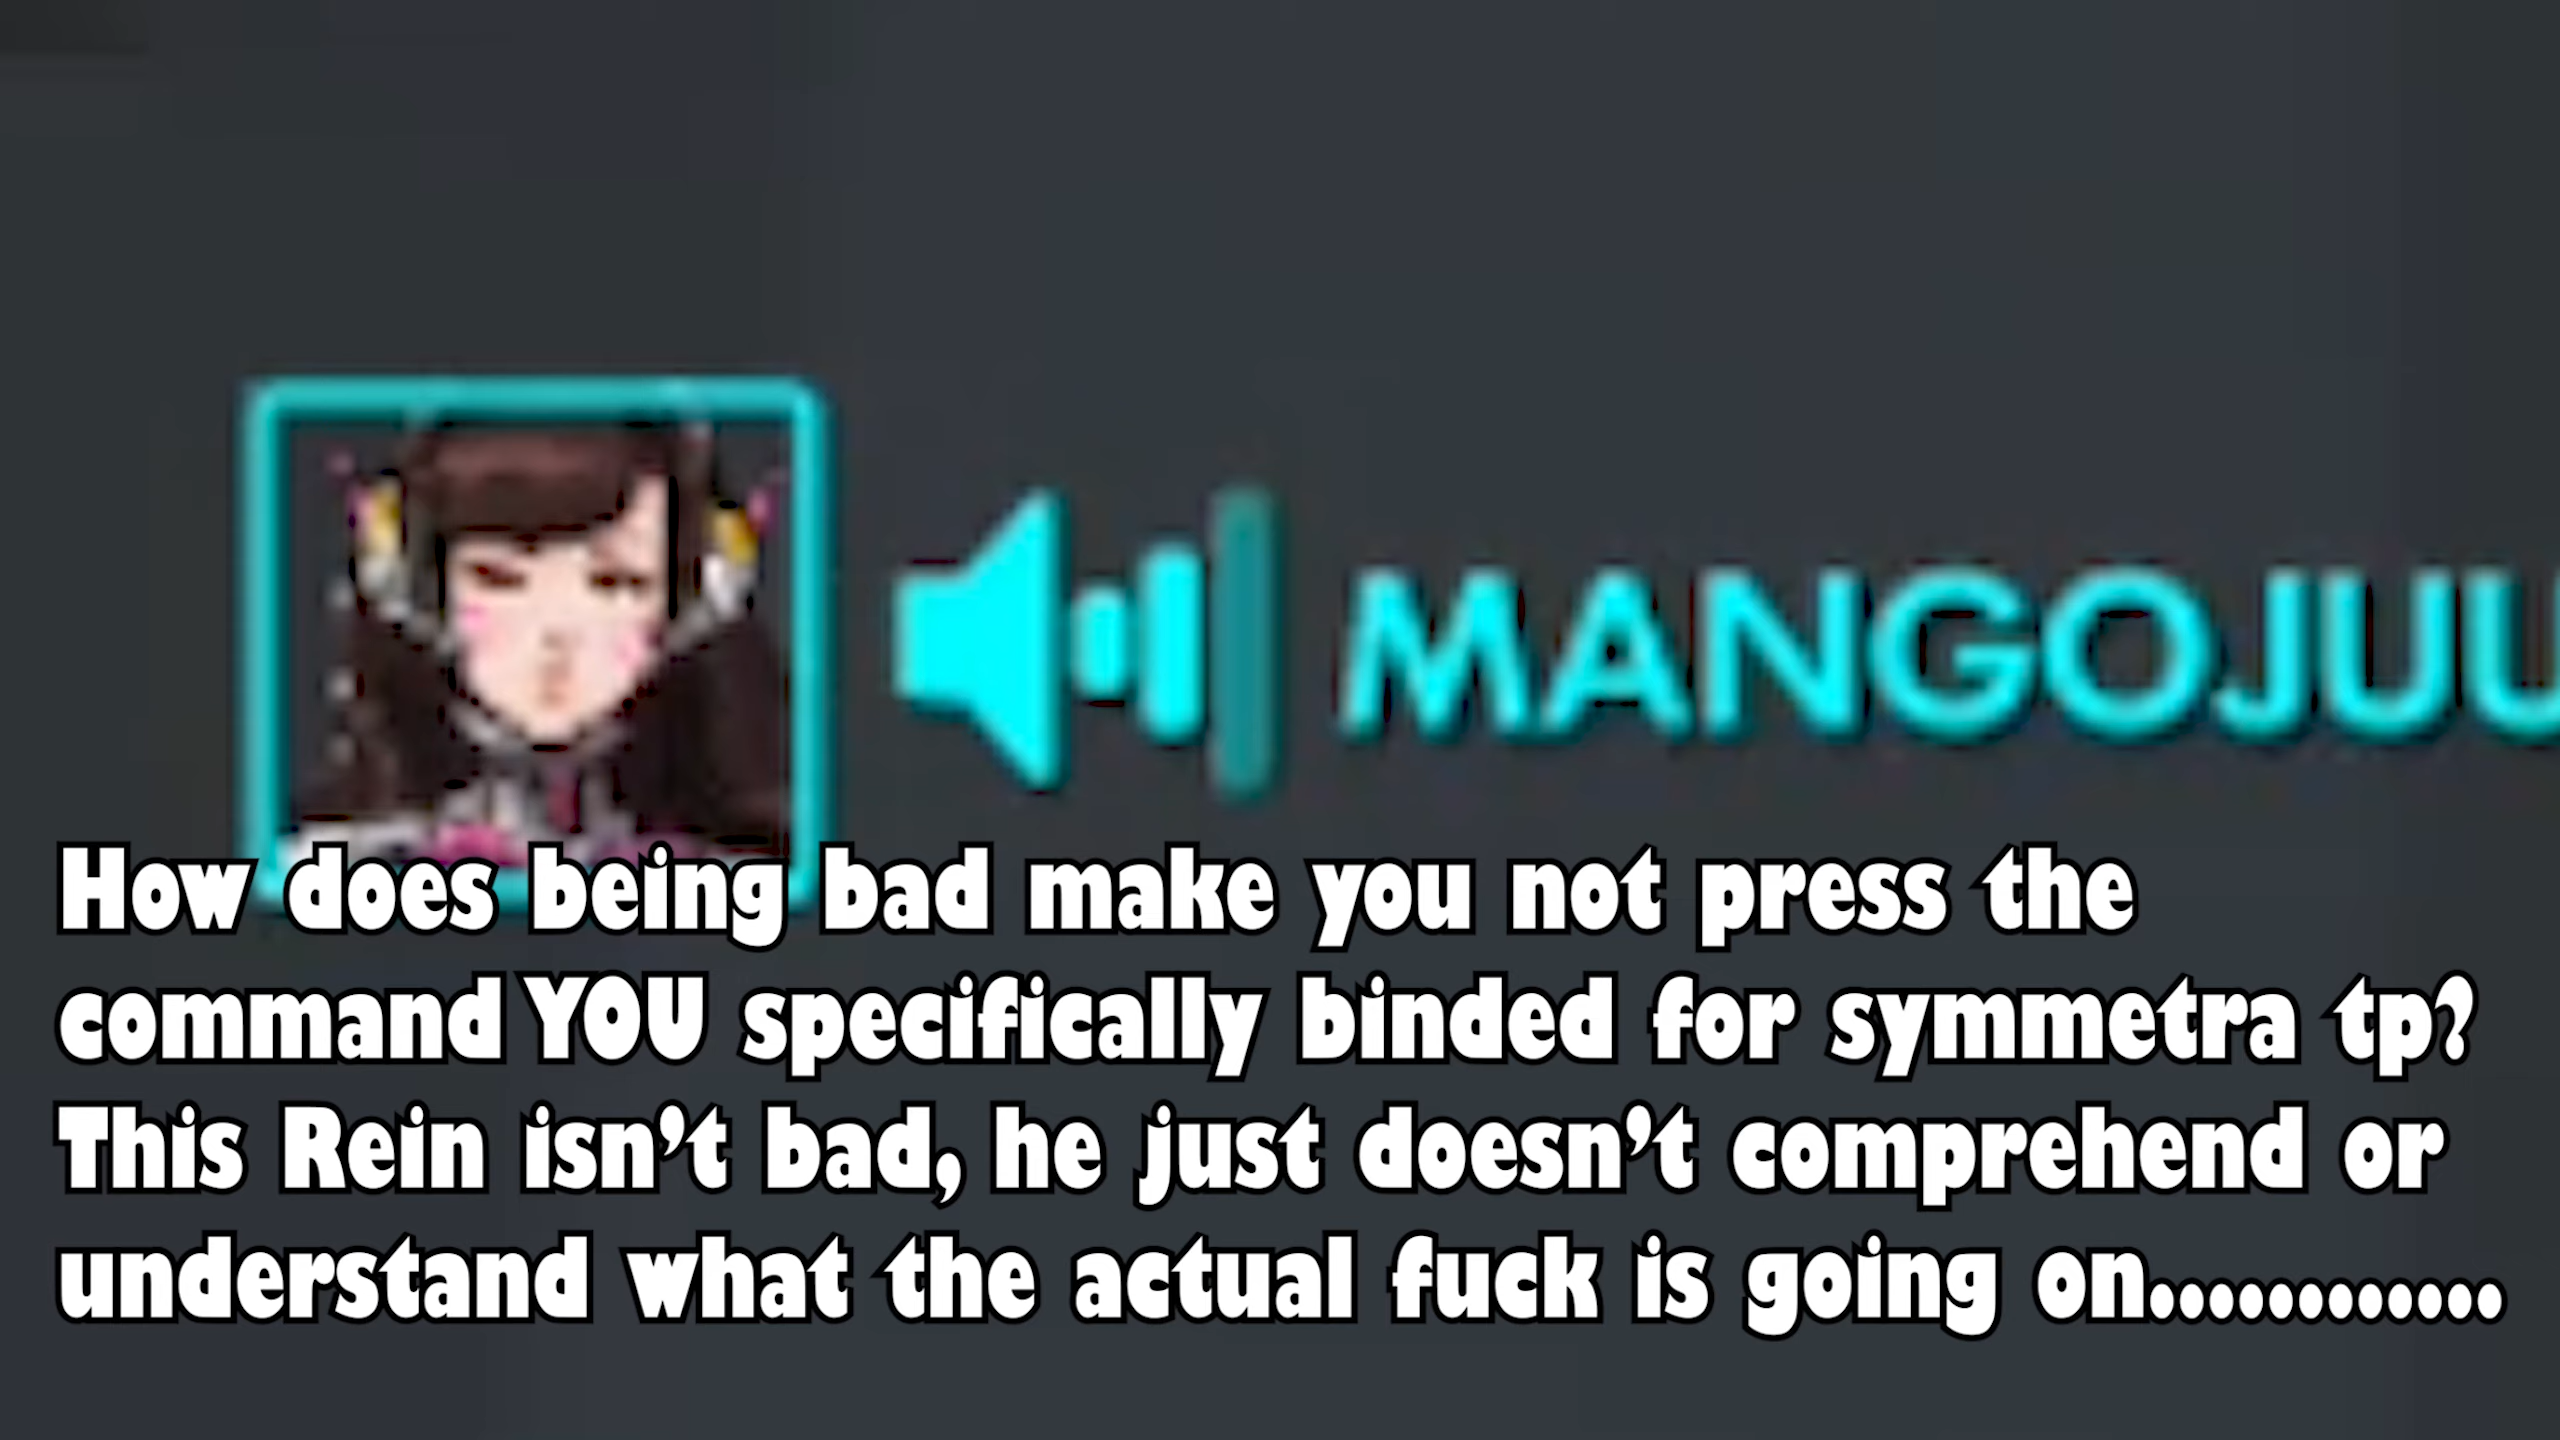 MANGOJUU
How does being bad make you not press the
command YOU specifically binded for symmetra tp?
This Rein isn't bad, he just doesn't comprehend or
understand what the actual fuck is going on............